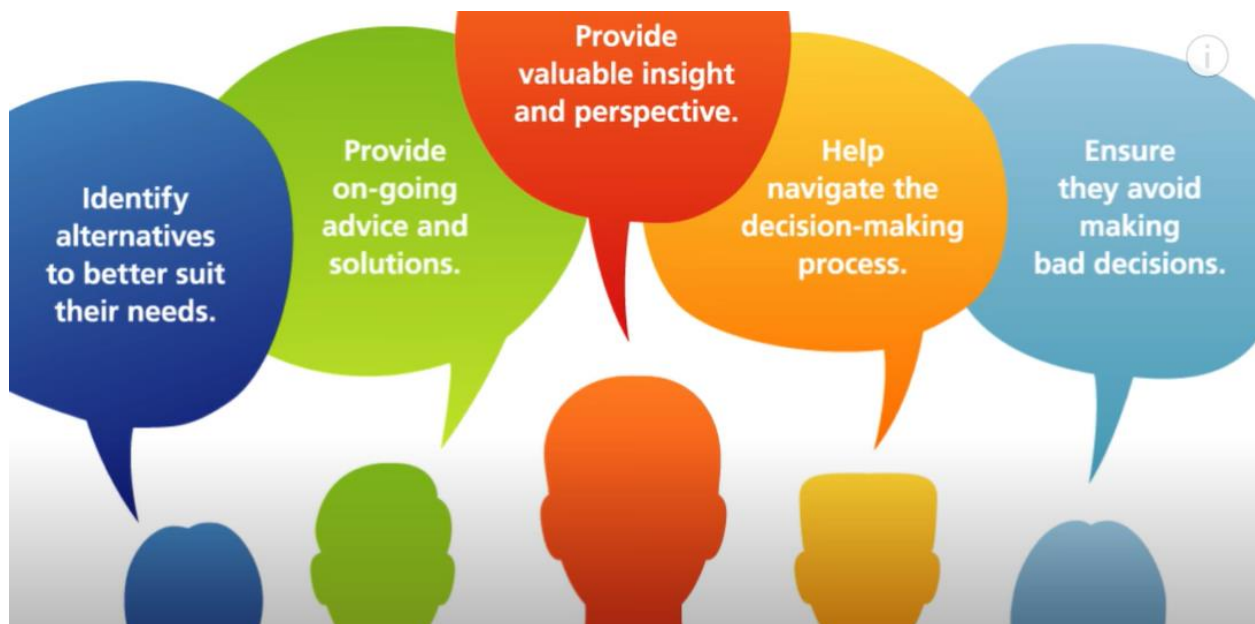 Identify
alternatives
to better suit
their needs.
Provide
on-going
advice and
solutions.
Provide
valuable insight
and perspective.
Help
navigate the
decision-making
process.
Ensure
they avoid
making
bad decisions.
i